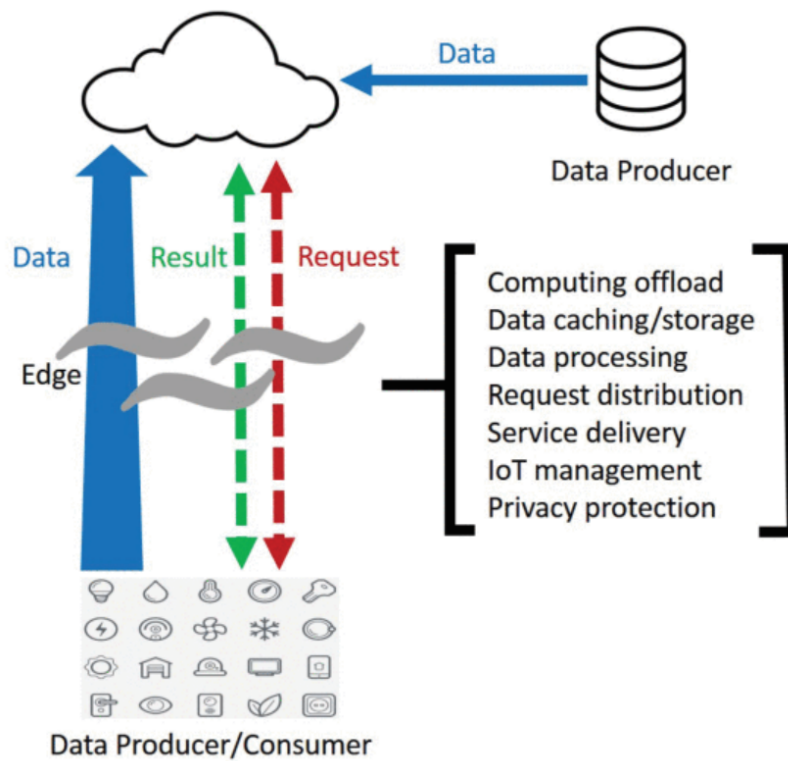 Data
Data Producer
Data
Result
Request
Edge
Computing offload
Data caching/storage
Data processing
Request distribution
Service delivery
IoT management
Privacy protection
Data Producer/Consumer